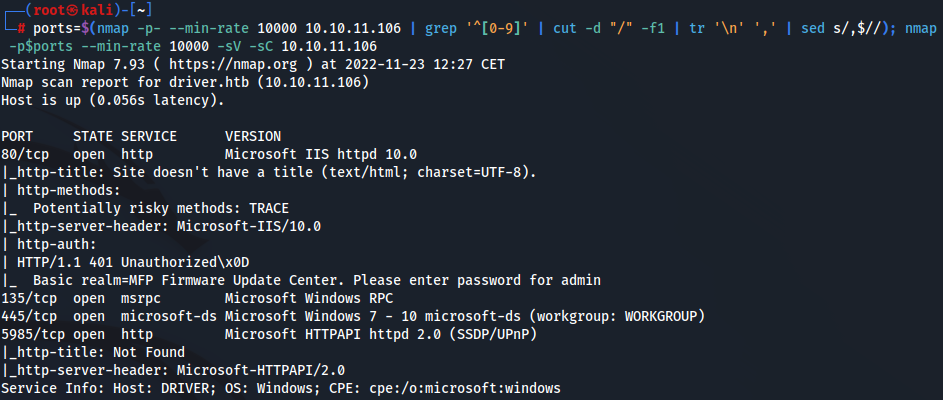 ┌──(root㉿kali)-[~]
└─# ports=$(nmap -p- --min-rate 10000 10.10.11.106 | grep '^[0-9]' | cut -d "/" -f1 | tr '\n' ',' | sed s/,$//); nmap
-p$ports --min-rate 10000 -sV -sC 10.10.11.106
Starting Nmap 7.93 ( https://nmap.org ) at 2022-11-23 12:27 CET
Nmap scan report for driver.htb (10.10.11.106)
Host is up (0.056s latency).

PORT     STATE SERVICE      VERSION
80/tcp   open  http         Microsoft IIS httpd 10.0
|_http-title: Site doesn't have a title (text/html; charset=UTF-8).
| http-methods:
|_  Potentially risky methods: TRACE
|_http-server-header: Microsoft-IIS/10.0
| http-auth:
| HTTP/1.1 401 Unauthorized\x0D
|_  Basic realm=MFP Firmware Update Center. Please enter password for admin
135/tcp  open  msrpc        Microsoft Windows RPC
445/tcp  open  microsoft-ds Microsoft Windows 7 - 10 microsoft-ds (workgroup: WORKGROUP)
5985/tcp open  http         Microsoft HTTPAPI httpd 2.0 (SSDP/UPnP)
|_http-title: Not Found
|_http-server-header: Microsoft-HTTPAPI/2.0
Service Info: Host: DRIVER; OS: Windows; CPE: cpe:/o:microsoft:windows